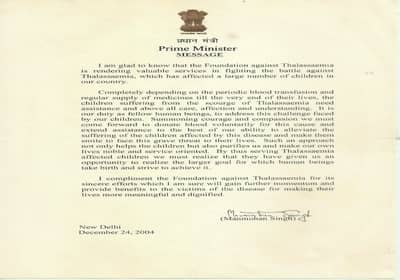 प्रधान मंत्री
Prime Minister
MESSAGE
I am glad to know that the Foundation against Thalassaemia
is rendering valuable services in fighting the battle against
Thalassaemia, which has affected a large number of children in
our country.
Completely depending on the periodic blood transfusion and
regular supply of medicines till the very end of their lives, the
children suffering from the scourge of Thalassaemia need
assistance and above all care, affection and understanding. It is
our duty as fellow human beings, to address this challenge faced
by our children. Summoning courage and compassion we must
come forward to donate blood voluntarily for this cause and
extend assistance to the best of our ability to alleviate the
suffering of the children affected by this disease and make them
smile to face this grave threat to their lives. Such an approach
not only helps the children but also purifies us and make our own
lives noble and service oriented. By thus serving Thalassaemia
affected children we must realize that they have given us an
opportunity to realize the larger goal for which human beings
take birth and strive to achieve it.
I compliment the Foundation against Thalassaemia for its
sincere efforts which I am sure will gain further momentum and
provide benefits to the victims of the disease for making their
lives more meaningful and dignified.
Manmohan Singh
(Manmohan Singh)
New Delhi
December 24, 2004